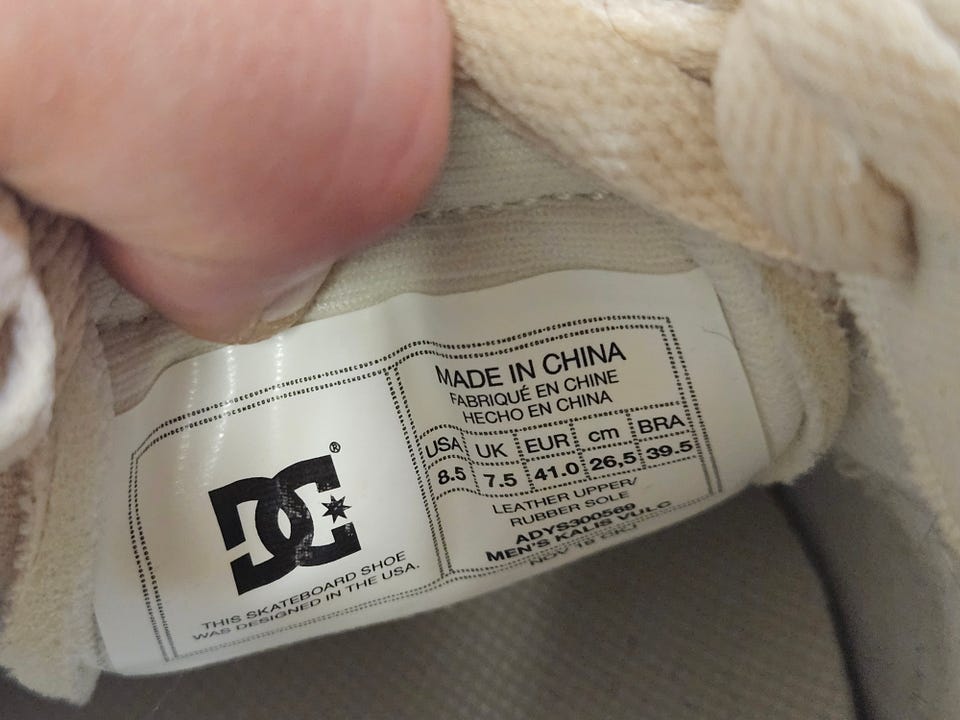 DC®
THIS SKATEBOARD SHOE
WAS DESIGNED IN THE USA.
MADE IN CHINA
FABRIQUÉ EN CHINE
HECHO EN CHINA
USA UK EUR cm BRA
8.5 7.5 41.0 26,5 39.5
LEATHER UPPER/
RUBBER SOLE
ADYS300569
MEN'S KALIS VULC
NOV 19